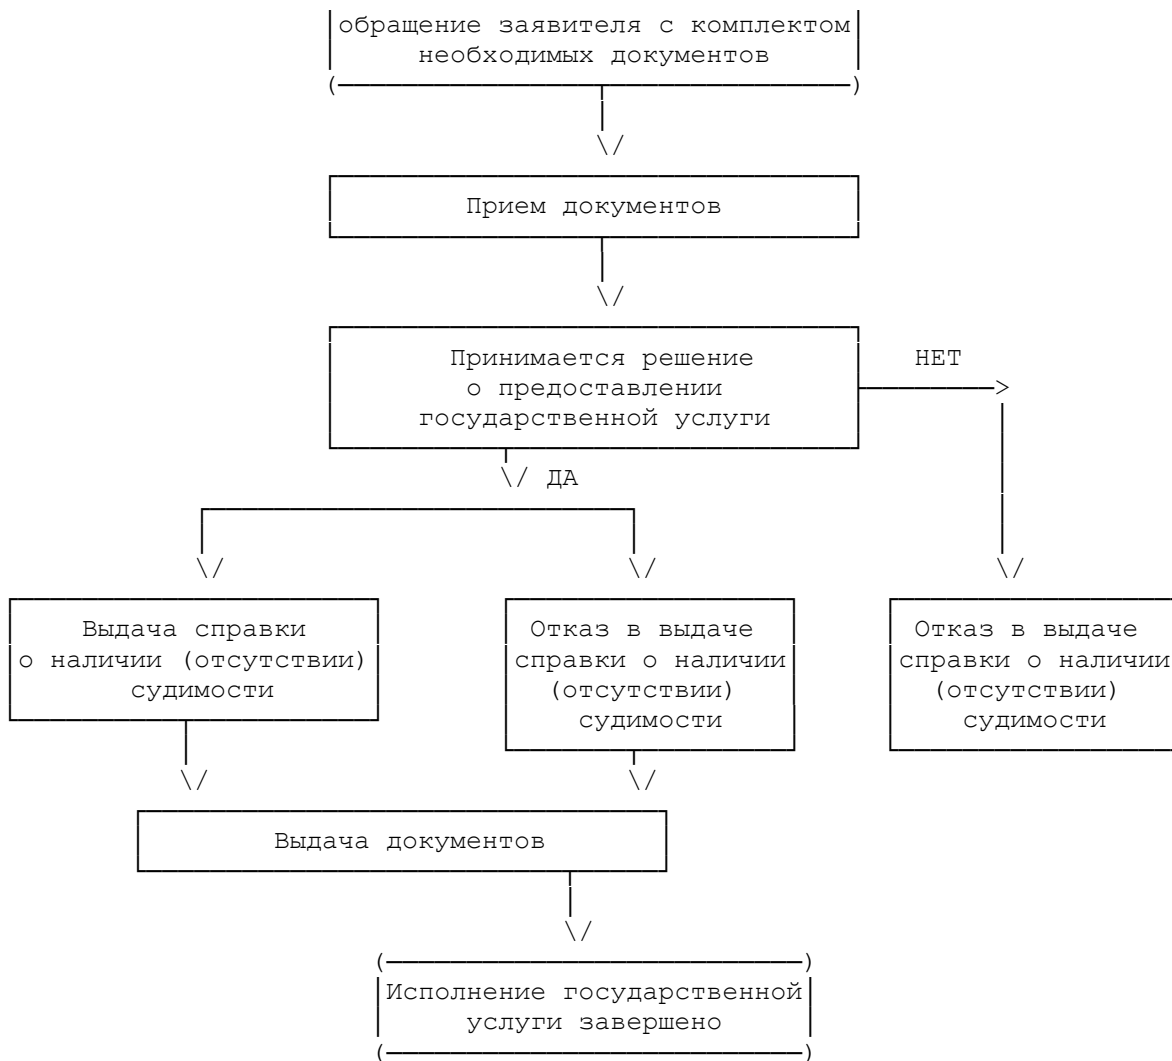 обращение заявителя с комплектом
необходимых документов
Прием документов
Принимается решение
о предоставлении
государственной услуги
НЕТ
ДА
Выдача справки
о наличии (отсутствии)
судимости
Отказ в выдаче
справки о наличии
(отсутствии)
судимости
Отказ в выдаче
справки о наличии
(отсутствии)
судимости
Выдача документов
Исполнение государственной
услуги завершено